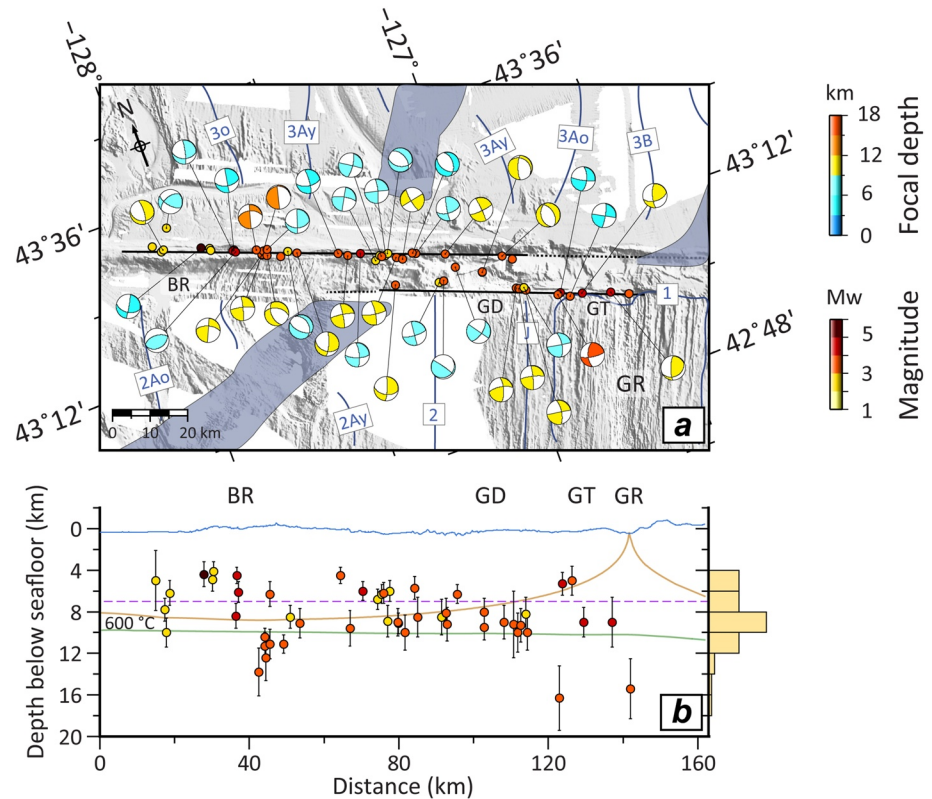 −128°
−127°
43°36'
43°12'
43°36'
42°48'
43°12'
N
3o
3Ay
3Ay
3Ao
3B
BR
GD
GT
1
J
GR
2Ao
2Ay
2
0 10 20 km
a
km
18
12
6
0
Focal depth
Mw
5
3
1
Magnitude
BR GD GT GR
Depth below seafloor (km)
0
4
8
12
16
20
600 °C
b
0 40 80 120 160
Distance (km)